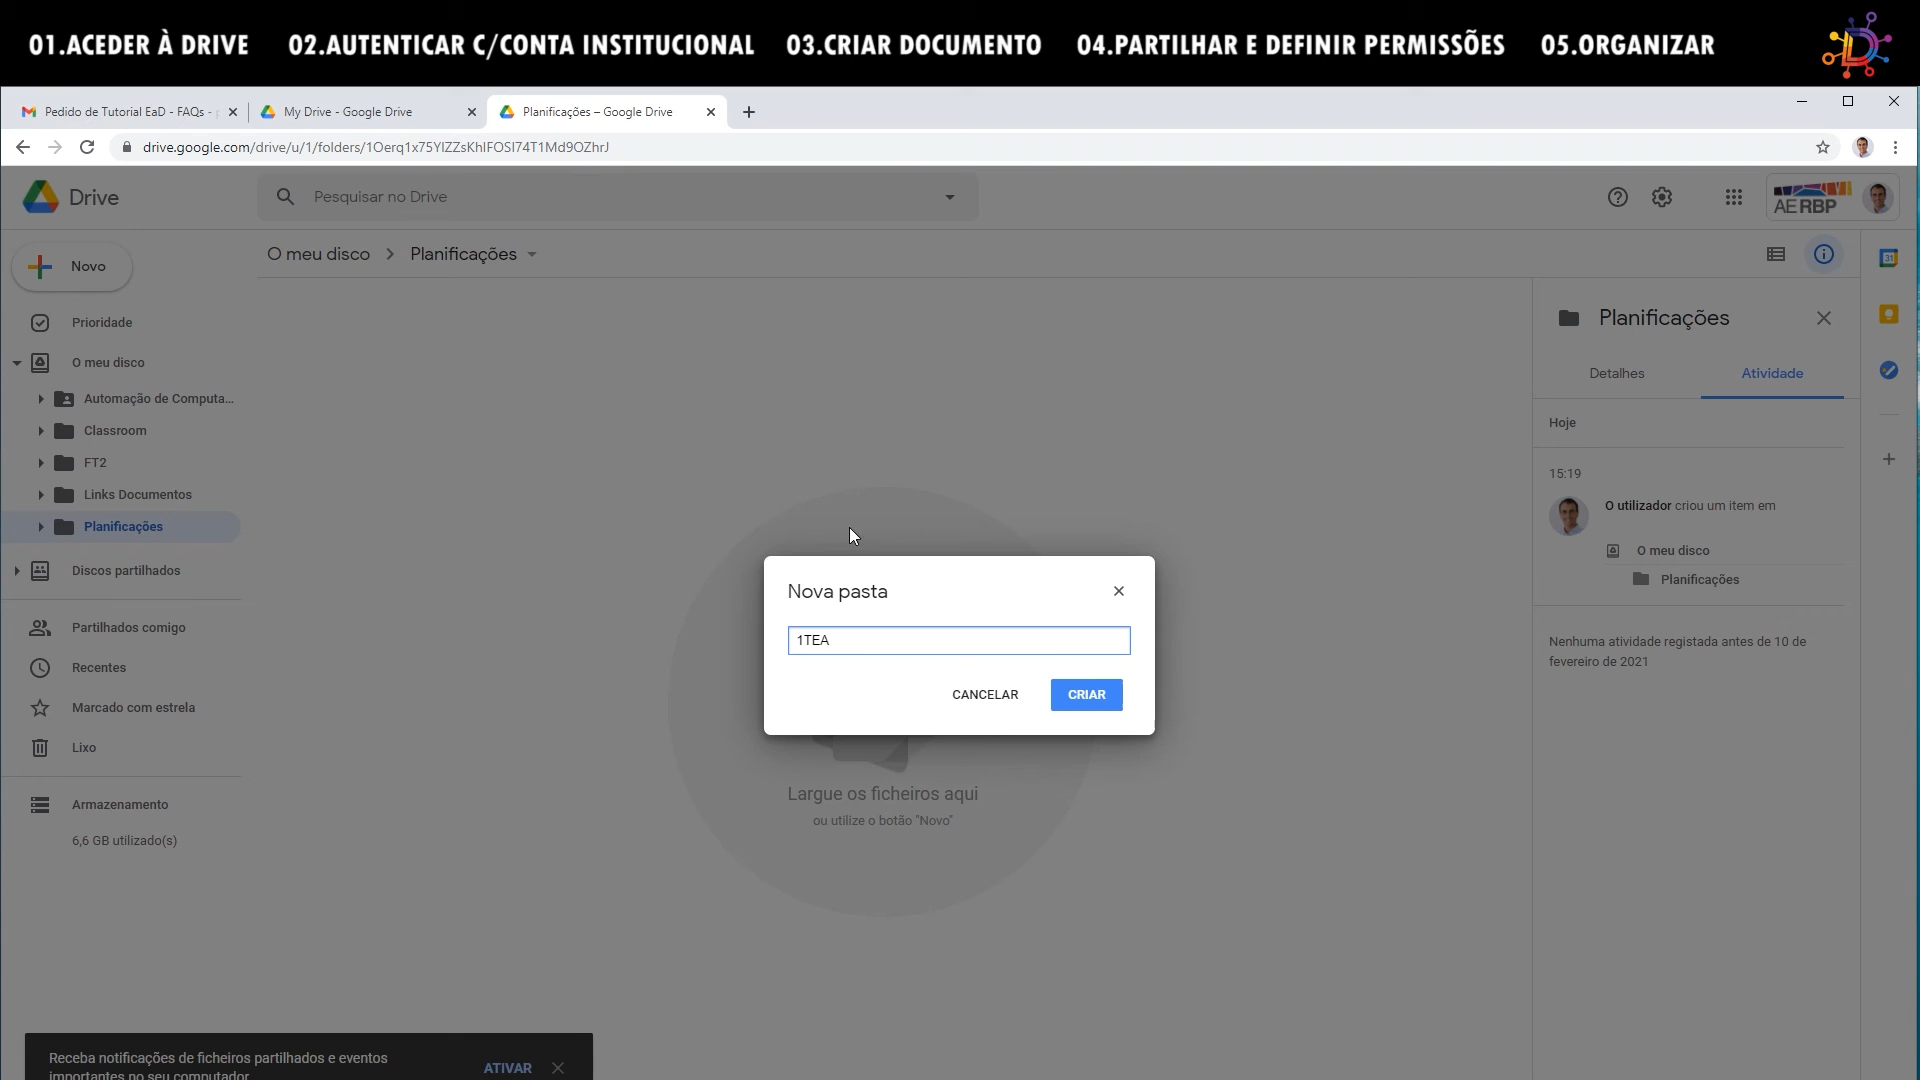 01.ACEDER À DRIVE 02.AUTENTICAR C/CONTA INSTITUCIONAL 03.CRIAR DOCUMENTO 04.PARTILHAR E DEFINIR PERMISSÕES 05.ORGANIZAR
Pedido de Tutorial EaD - FAQs - My Drive - Google Drive Planificações – Google Drive
drive.google.com/drive/u/1/folders/1Oerq1x75YIZZsKhIFOSI74T1Md9OZhrJ
Drive
Pesquisar no Drive
AERBP
Novo
O meu disco Planificações
Prioridade
O meu disco
Automação de Computa...
Classroom
FT2
Links Documentos
Planificações
Discos partilhados
Partilhados comigo
Recentes
Marcado com estrela
Lixo
Armazenamento
6,6 GB utilizado(s)
Nova pasta
1TEA
CANCELAR CRIAR
Largue os ficheiros aqui
ou utilize o botão "Novo"
Planificações
Detalhes Atividade
Hoje
15:19
O utilizador criou um item em
O meu disco
Planificações
Nenhuma atividade registada antes de 10 de
fevereiro de 2021
31
Receba notificações de ficheiros partilhados e eventos
importantes no seu computador
ATIVAR